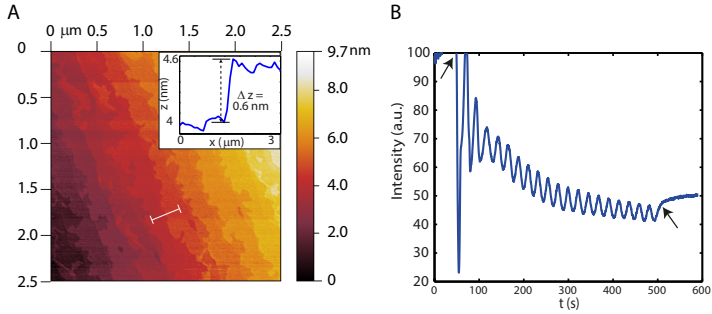 A
B
0 μm 0.5 1.0 1.5 2.0 2.5
0
0.5
1.0
1.5
2.0
2.5
4.6
4
z (nm)
Δ z =
0.6 nm
0 x (μm) 3
9.7 nm
8.0
6.0
4.0
2.0
0
Intensity (a.u.)
100
90
80
70
60
50
40
30
20
0 100 200 300 400 500 600
t (s)